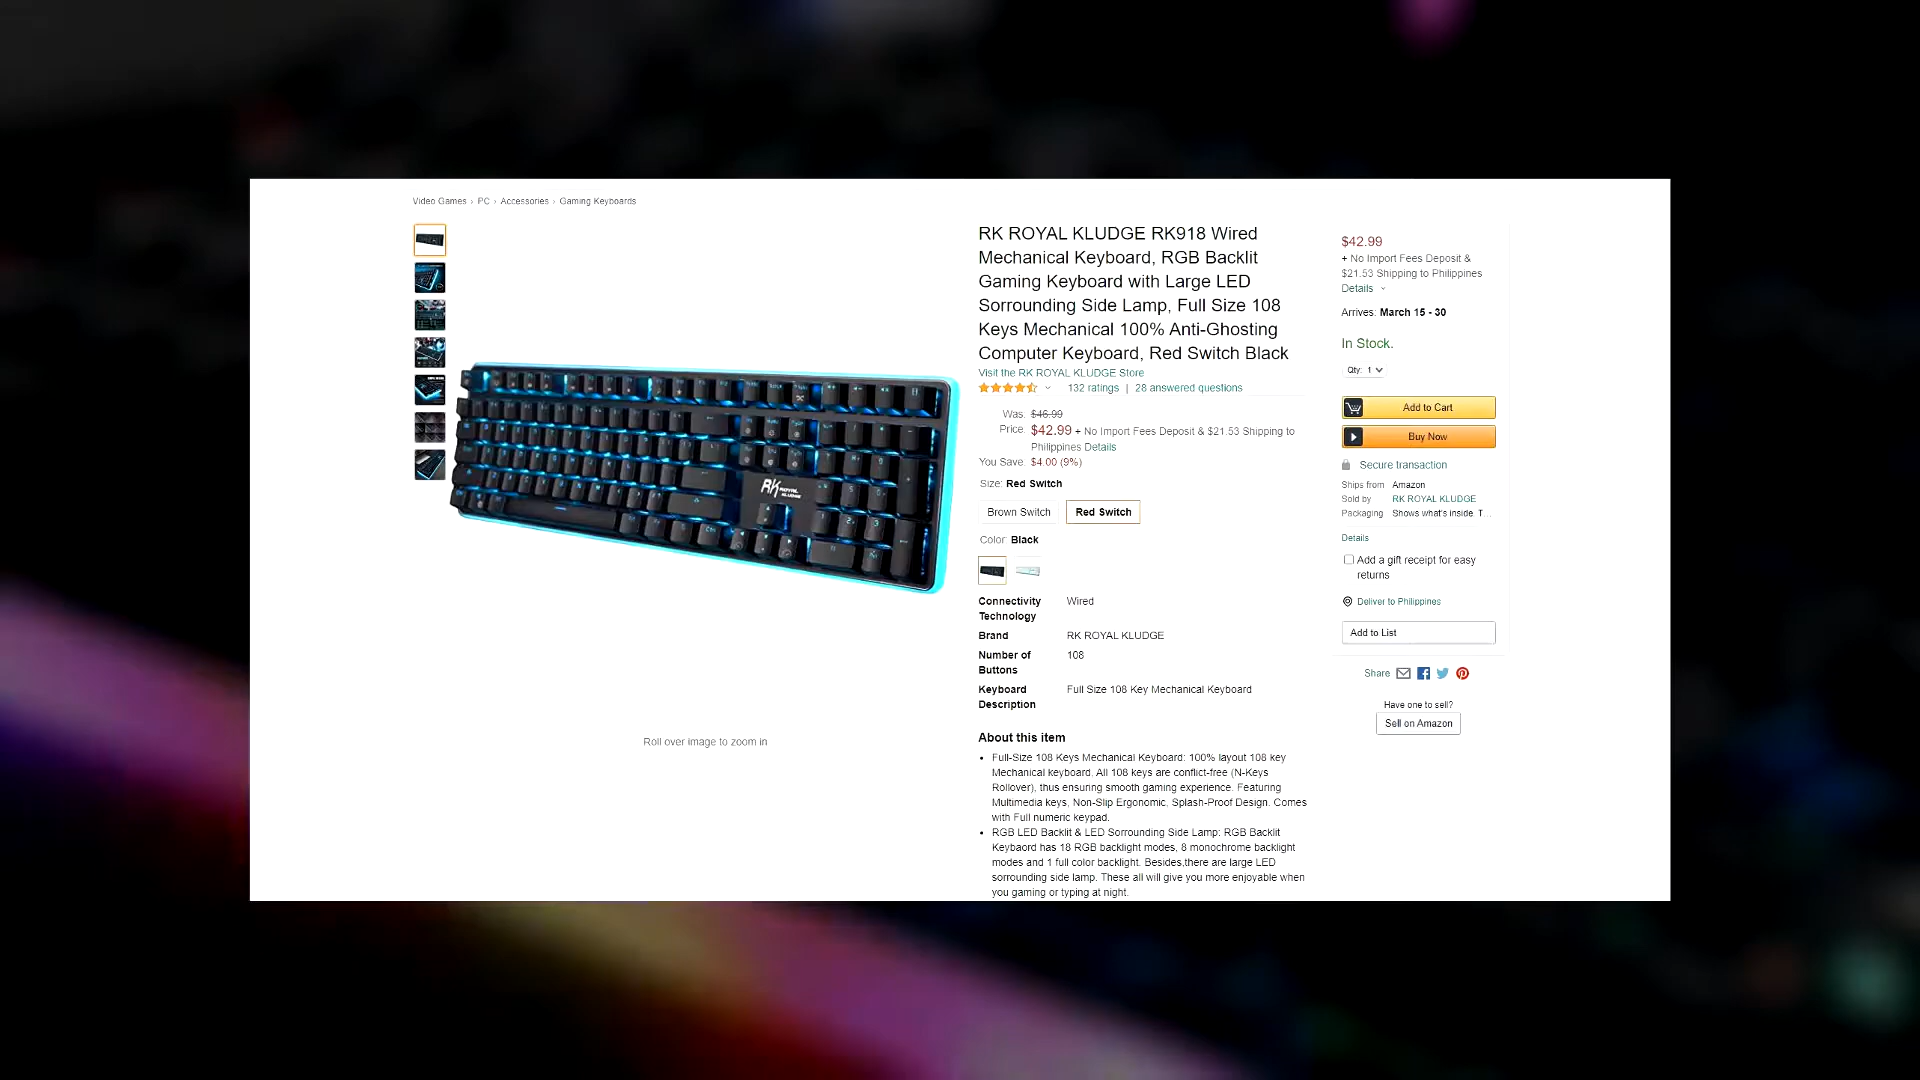 Video Games › PC › Accessories › Gaming Keyboards
RK ROYAL KLUDGE RK918 Wired
Mechanical Keyboard, RGB Backlit
Gaming Keyboard with Large LED
Sorrounding Side Lamp, Full Size 108
Keys Mechanical 100% Anti-Ghosting
Computer Keyboard, Red Switch Black
Visit the RK ROYAL KLUDGE Store
132 ratings | 28 answered questions
Was: $46.99
Price: $42.99 + No Import Fees Deposit & $21.53 Shipping to
Philippines Details
You Save: $4.00 (9%)
Size: Red Switch
Brown Switch
Red Switch
Color: Black
Connectivity Wired
Technology
Brand RK ROYAL KLUDGE
Number of 108
Buttons
Keyboard Full Size 108 Key Mechanical Keyboard
Description
About this item
• Full-Size 108 Keys Mechanical Keyboard: 100% layout 108 key
Mechanical keyboard, All 108 keys are conflict-free (N-Keys
Rollover), thus ensuring smooth gaming experience. Featuring
Multimedia keys, Non-Slip Ergonomic, Splash-Proof Design. Comes
with Full numeric keypad.
• RGB LED Backlit & LED Sorrounding Side Lamp: RGB Backlit
Keybaord has 18 RGB backlight modes, 8 monochrome backlight
modes and 1 full color backlight. Besides,there are large LED
sorrounding side lamp. These all will give you more enjoyable when
you gaming or typing at night.
RK ROYAL
KLUDGE
Roll over image to zoom in
$42.99
+ No Import Fees Deposit &
$21.53 Shipping to Philippines
Details
Arrives: March 15 - 30
In Stock.
Qty: 1
Add to Cart
Buy Now
Secure transaction
Ships from Amazon
Sold by RK ROYAL KLUDGE
Packaging Shows what's inside. T...
Details
Add a gift receipt for easy
returns
Deliver to Philippines
Add to List
Share
Have one to sell?
Sell on Amazon